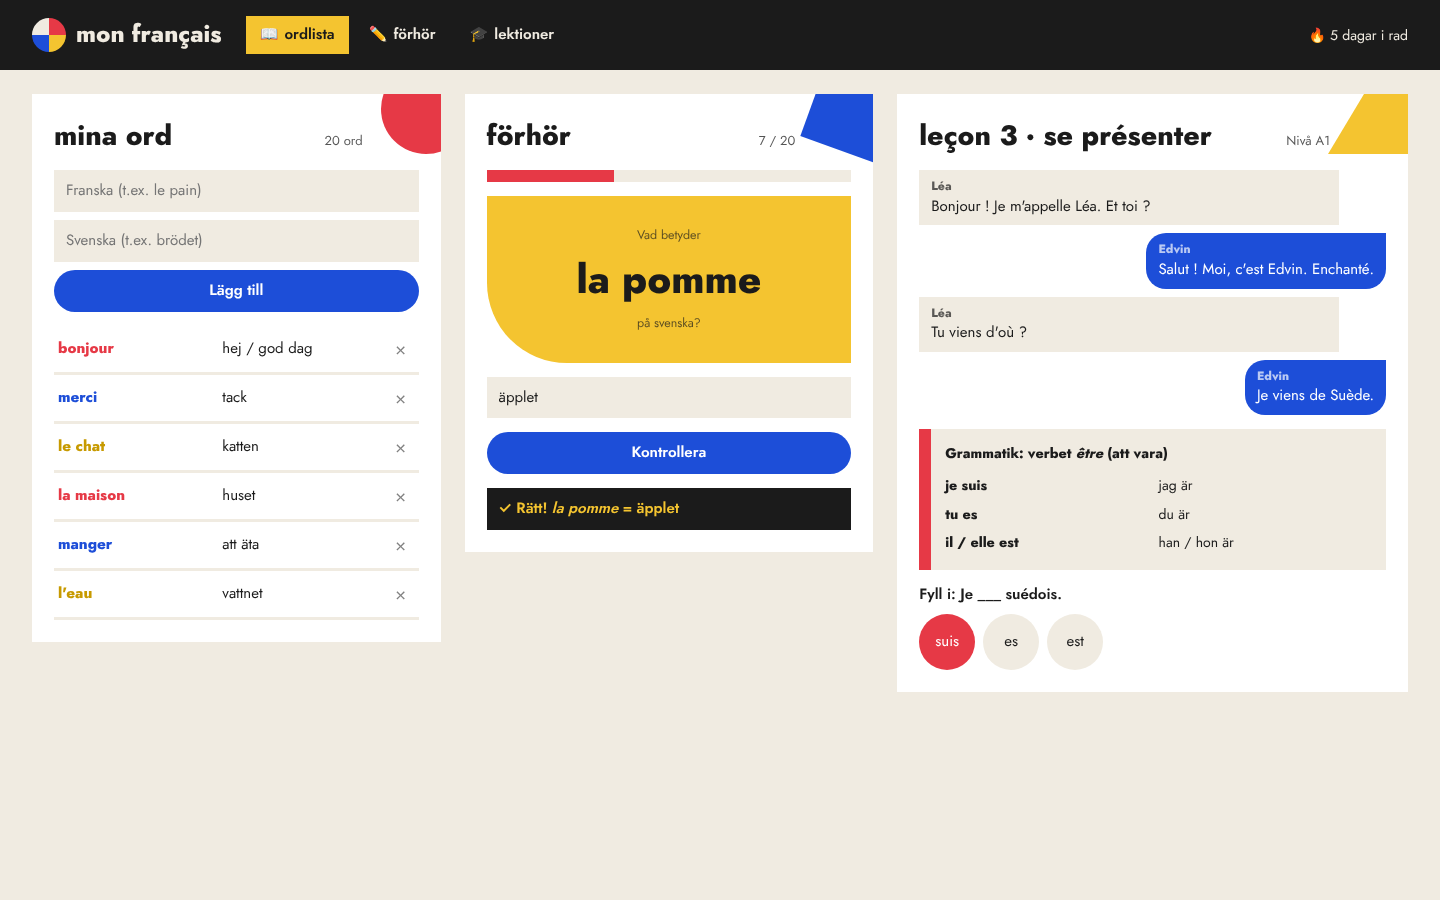 mon français
📖 ordlista
✏️ förhör
🎓 lektioner
🔥 5 dagar i rad
mina ord
20 ord
Franska (t.ex. le pain)
Svenska (t.ex. brödet)
Lägg till
bonjour hej / god dag ×
merci tack ×
le chat katten ×
la maison huset ×
manger att äta ×
l'eau vattnet ×
förhör
7 / 20
Vad betyder
la pomme
på svenska?
äpplet
Kontrollera
✓ Rätt! la pomme = äpplet
leçon 3 · se présenter
Nivå A1
Léa
Bonjour ! Je m'appelle Léa. Et toi ?
Edvin
Salut ! Moi, c'est Edvin. Enchanté.
Léa
Tu viens d'où ?
Edvin
Je viens de Suède.
Grammatik: verbet être (att vara)
je suis jag är
tu es du är
il / elle est han / hon är
Fyll i: Je ___ suédois.
suis es est